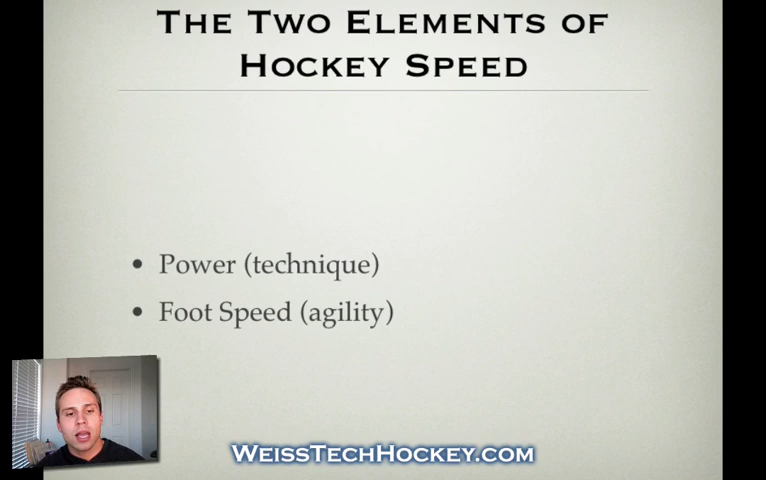 The Two Elements of
Hockey Speed
• Power (technique)
• Foot Speed (agility)
WeissTechHockey.com